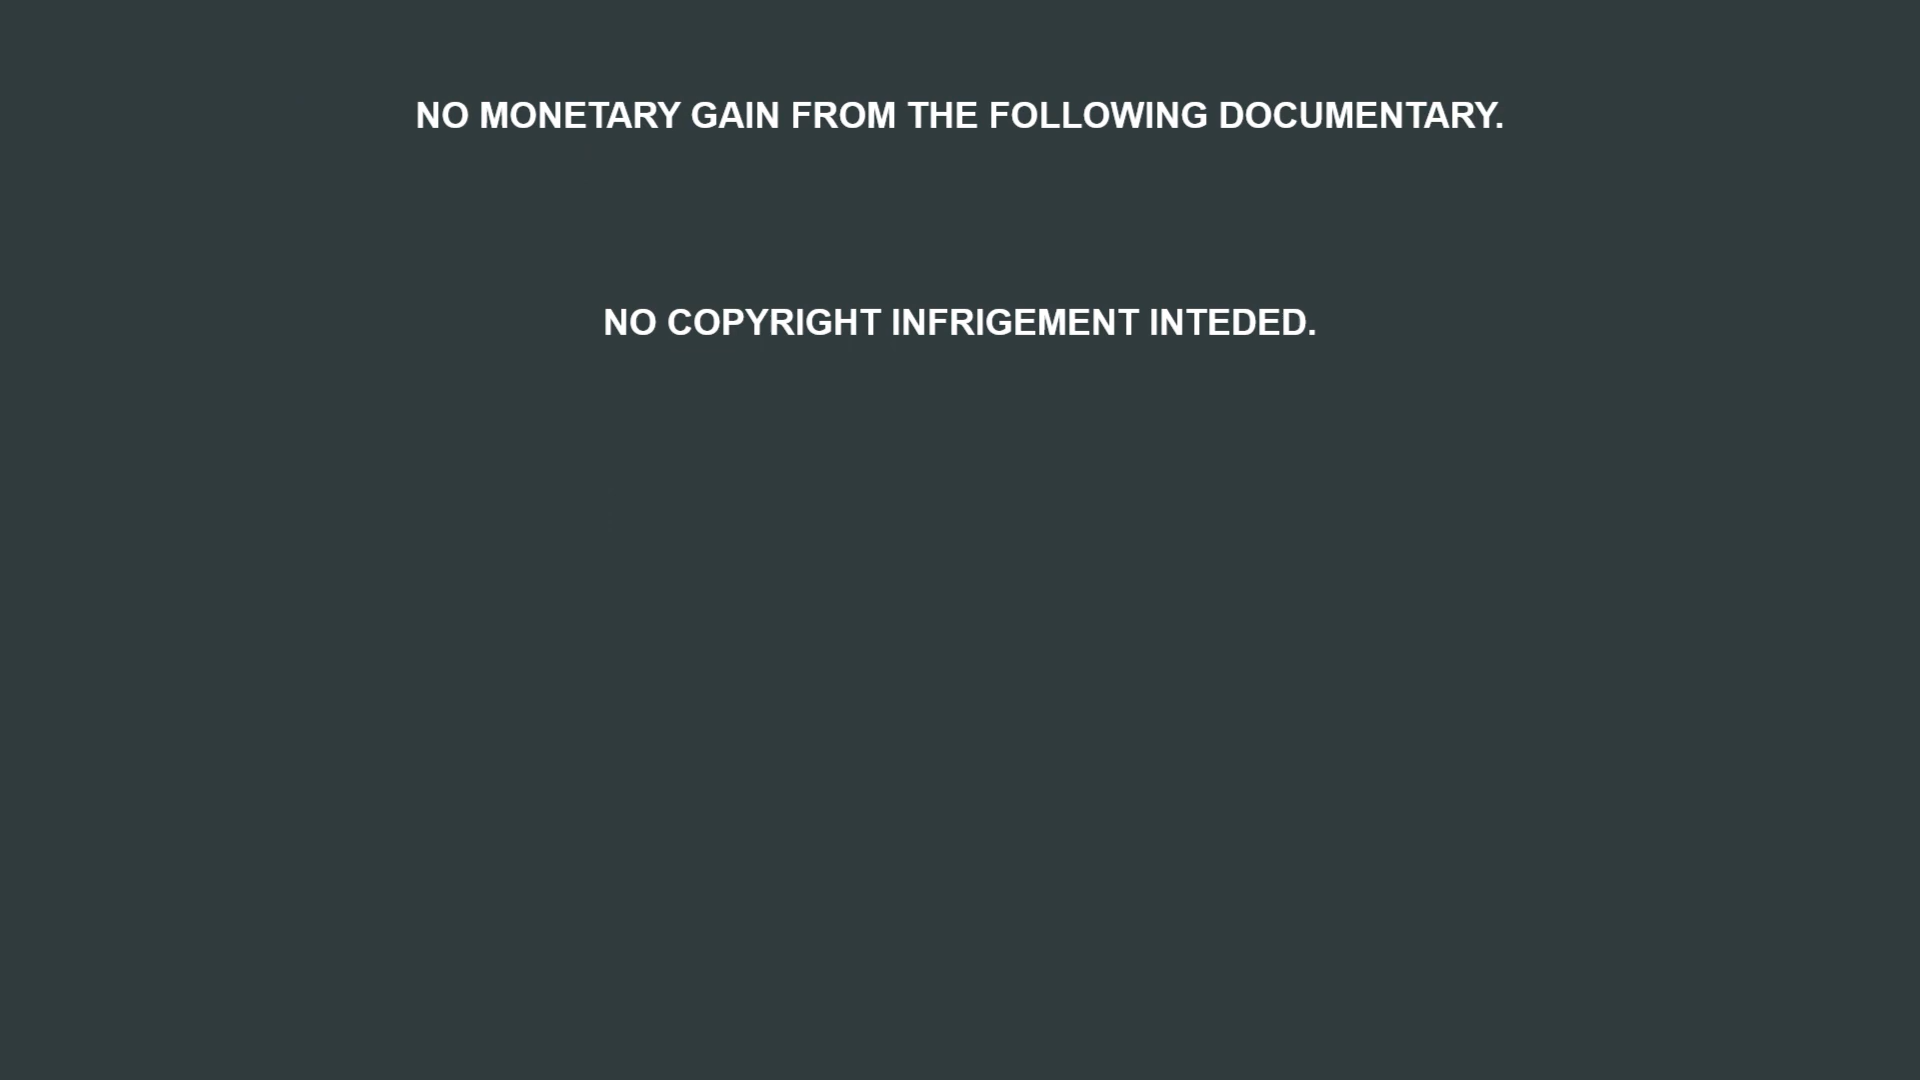 NO MONETARY GAIN FROM THE FOLLOWING DOCUMENTARY.
NO COPYRIGHT INFRIGEMENT INTEDED.